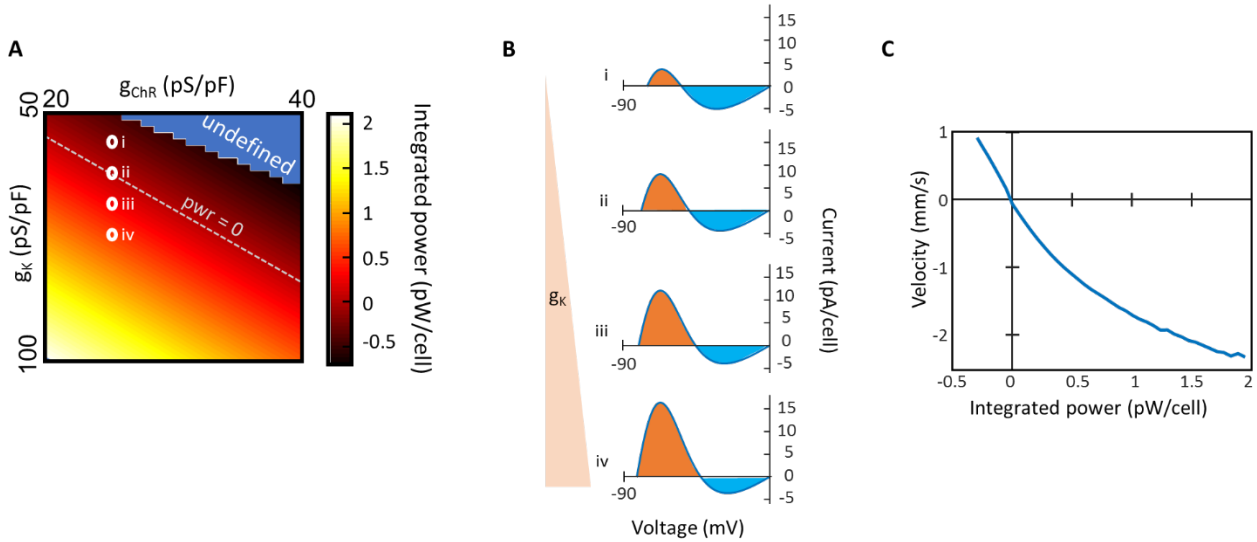 A
g_ChR (pS/pF)
20
40
50
100
g_K (pS/pF)
undefined
i
ii
iii
iv
pwr = 0
2
1.5
1
0.5
0
-0.5
Integrated power (pW/cell)
B
i
-90
15
10
5
0
-5
ii
-90
15
10
5
0
-5
g_K
iii
-90
15
10
5
0
-5
iv
-90
15
10
5
0
-5
Current (pA/cell)
Voltage (mV)
C
Velocity (mm/s)
1
0
-1
-2
-0.5
0
0.5
1
1.5
2
Integrated power (pW/cell)